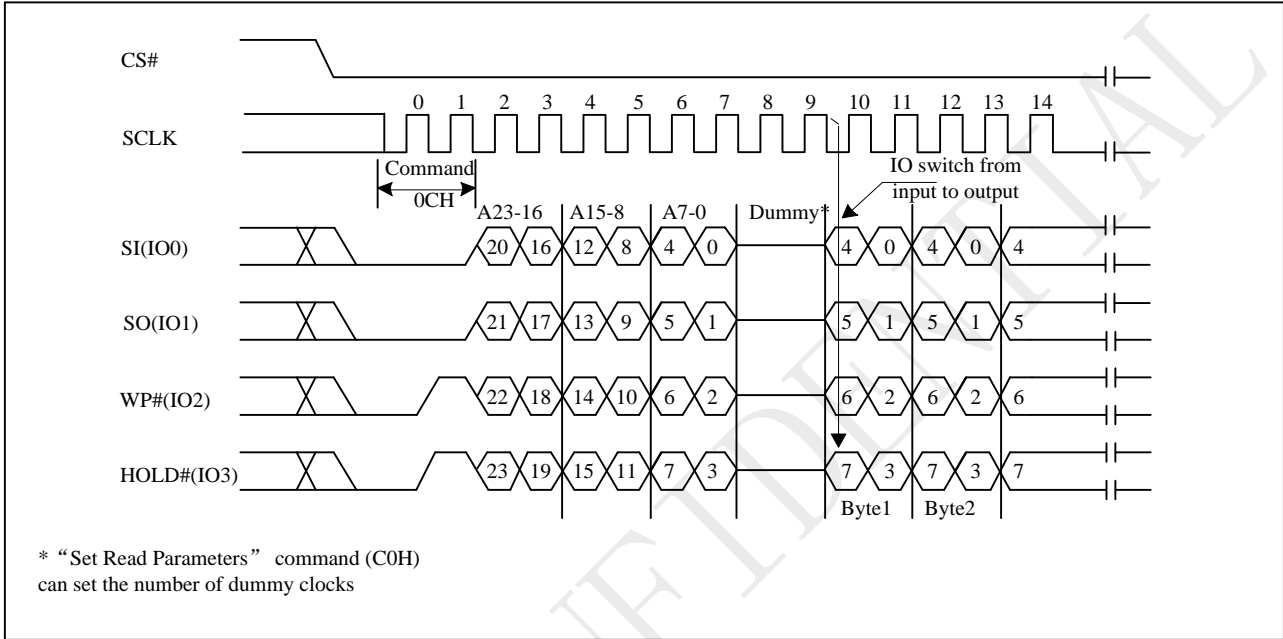 CS#
0 1 2 3 4 5 6 7 8 9 10 11 12 13 14
SCLK
Command
0CH
IO switch from
input to output
A23-16 A15-8 A7-0 Dummy*
SI(IO0) 20 16 12 8 4 0 4 0 4 0 4
SO(IO1) 21 17 13 9 5 1 5 1 5 1 5
WP#(IO2) 22 18 14 10 6 2 6 2 6 2 6
HOLD#(IO3) 23 19 15 11 7 3 7 3 7 3 7
Byte1 Byte2
* “Set Read Parameters” command (C0H)
can set the number of dummy clocks
NFIDENTIAL